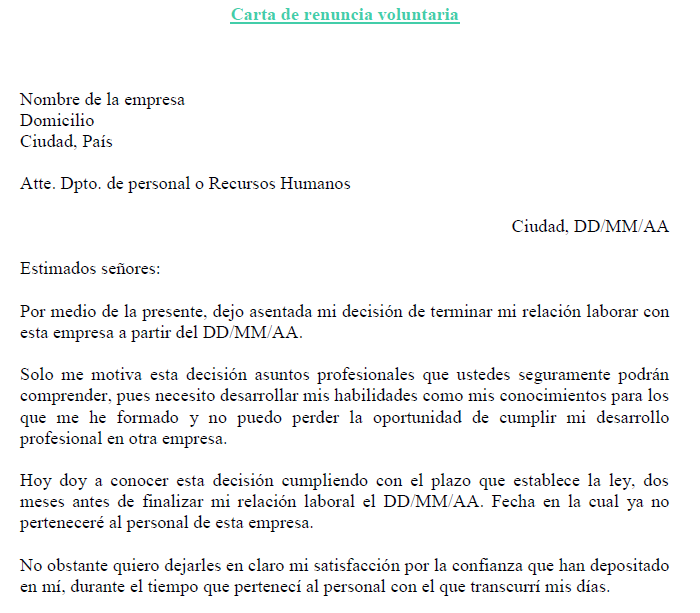 Carta de renuncia voluntaria
Nombre de la empresa
Domicilio
Ciudad, País
Atte. Dpto. de personal o Recursos Humanos
Ciudad, DD/MM/AA
Estimados señores:
Por medio de la presente, dejo asentada mi decisión de terminar mi relación laborar con
esta empresa a partir del DD/MM/AA.
Solo me motiva esta decisión asuntos profesionales que ustedes seguramente podrán
comprender, pues necesito desarrollar mis habilidades como mis conocimientos para los
que me he formado y no puedo perder la oportunidad de cumplir mi desarrollo
profesional en otra empresa.
Hoy doy a conocer esta decisión cumpliendo con el plazo que establece la ley, dos
meses antes de finalizar mi relación laboral el DD/MM/AA. Fecha en la cual ya no
perteneceré al personal de esta empresa.
No obstante quiero dejarles en claro mi satisfacción por la confianza que han depositado
en mí, durante el tiempo que pertenecí al personal con el que transcurrí mis días.